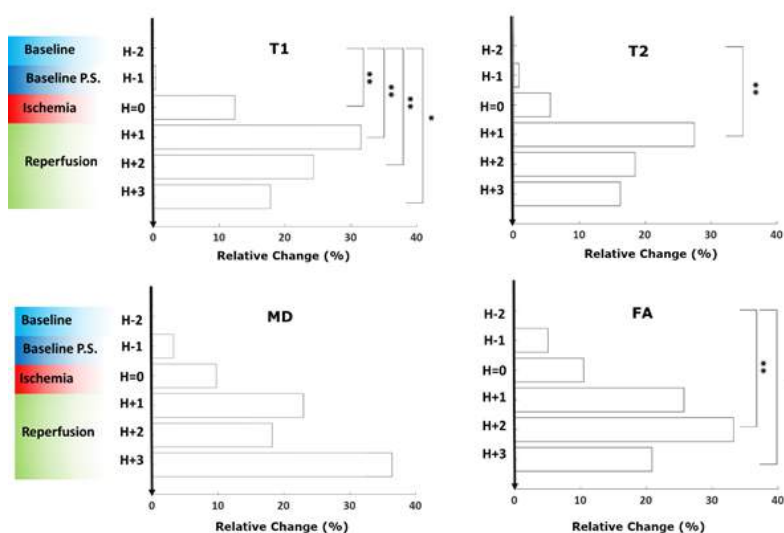 T1
Baseline H-2
Baseline P.S. H-1
Ischemia H=0
H+1
Reperfusion H+2
H+3
** ** ** *
0 10 20 30 40
Relative Change (%)
T2
H-2
H-1
H=0
H+1
H+2
H+3
**
0 10 20 30 40
Relative Change (%)
MD
Baseline H-2
Baseline P.S. H-1
Ischemia H=0
H+1
Reperfusion H+2
H+3
0 10 20 30 40
Relative Change (%)
FA
H-2
H-1
H=0
H+1
H+2
H+3
**
0 10 20 30 40
Relative Change (%)